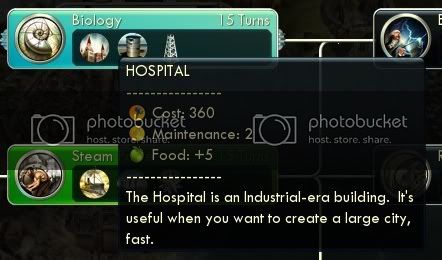 Biology 15 Turns
HOSPITAL
----------------
Cost: 360
Maintenance: 2
Food: +5
----------------
The Hospital is an Industrial-era building. It's
useful when you want to create a large city,
fast.
Steam
photobucket
host. store. share.
photobucket
host. store. share.